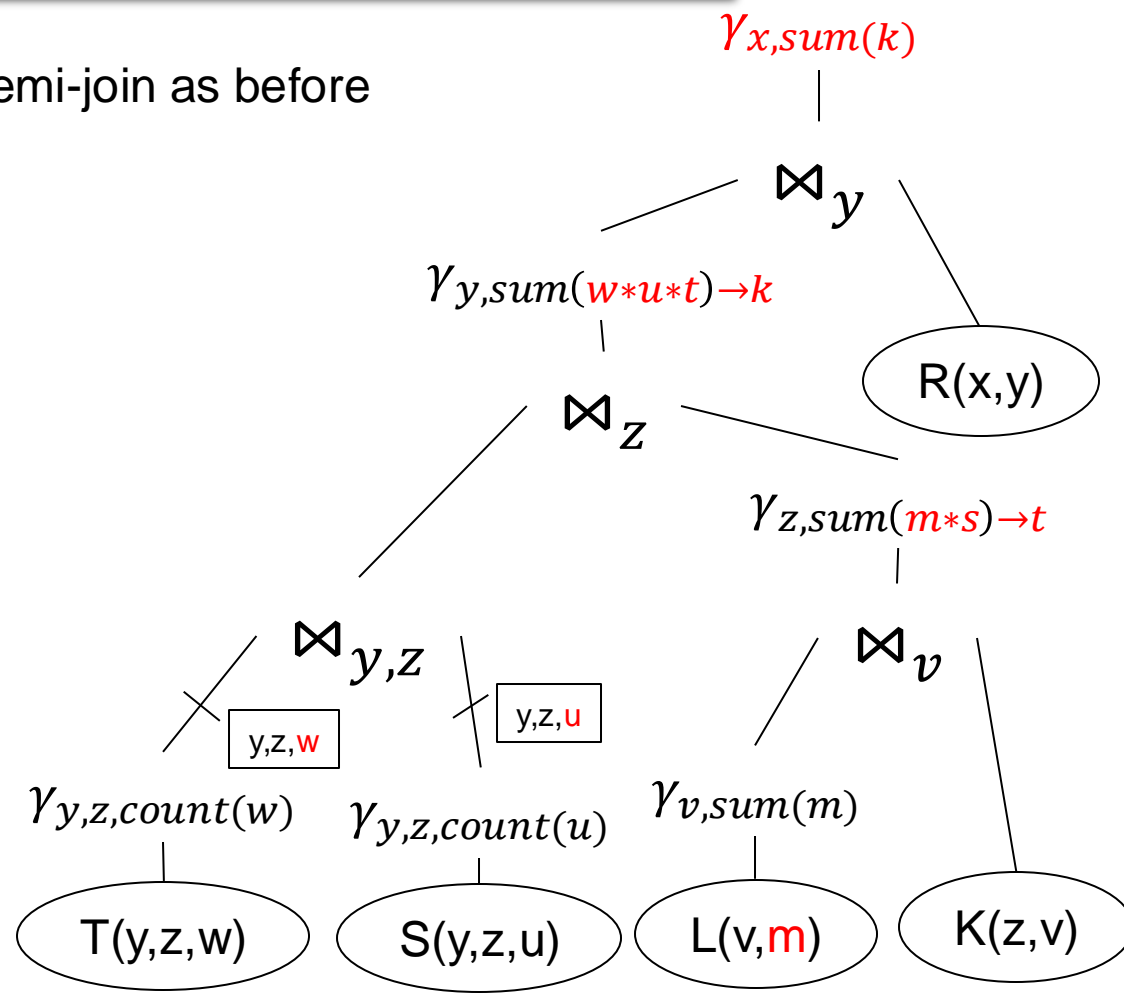 γx,sum(k)
emi-join as before
⋈y
γy,sum(w*u*t)→k
R(x,y)
⋈z
γz,sum(m*s)→t
⋈y,z
⋈v
y,z,w
y,z,u
γy,z,count(w)
γy,z,count(u)
γv,sum(m)
T(y,z,w)
S(y,z,u)
L(v,m)
K(z,v)